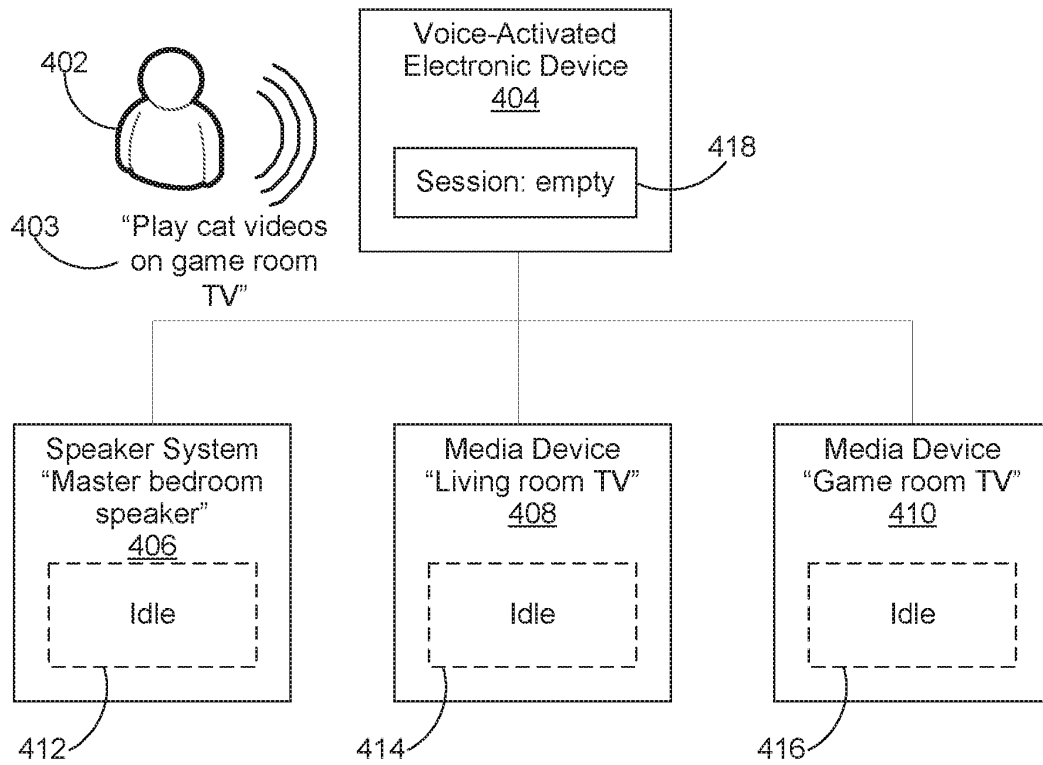 Voice-Activated
Electronic Device
404
402
418
Session: empty
403
“Play cat videos
on game room
TV”
Speaker System
“Master bedroom
speaker”
406
Idle
412
Media Device
“Living room TV”
408
Idle
414
Media Device
“Game room TV”
410
Idle
416